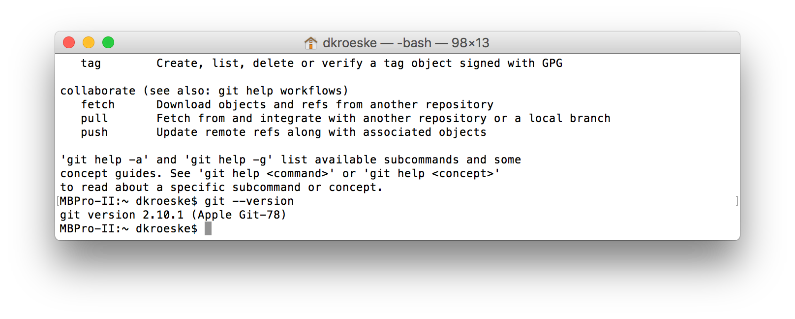 dkroeske — -bash — 98×13
   tag        Create, list, delete or verify a tag object signed with GPG

collaborate (see also: git help workflows)
   fetch      Download objects and refs from another repository
   pull       Fetch from and integrate with another repository or a local branch
   push       Update remote refs along with associated objects

'git help -a' and 'git help -g' list available subcommands and some
concept guides. See 'git help <command>' or 'git help <concept>'
to read about a specific subcommand or concept.
[MBPro-II:~ dkroeske$ git --version ]
git version 2.10.1 (Apple Git-78)
MBPro-II:~ dkroeske$